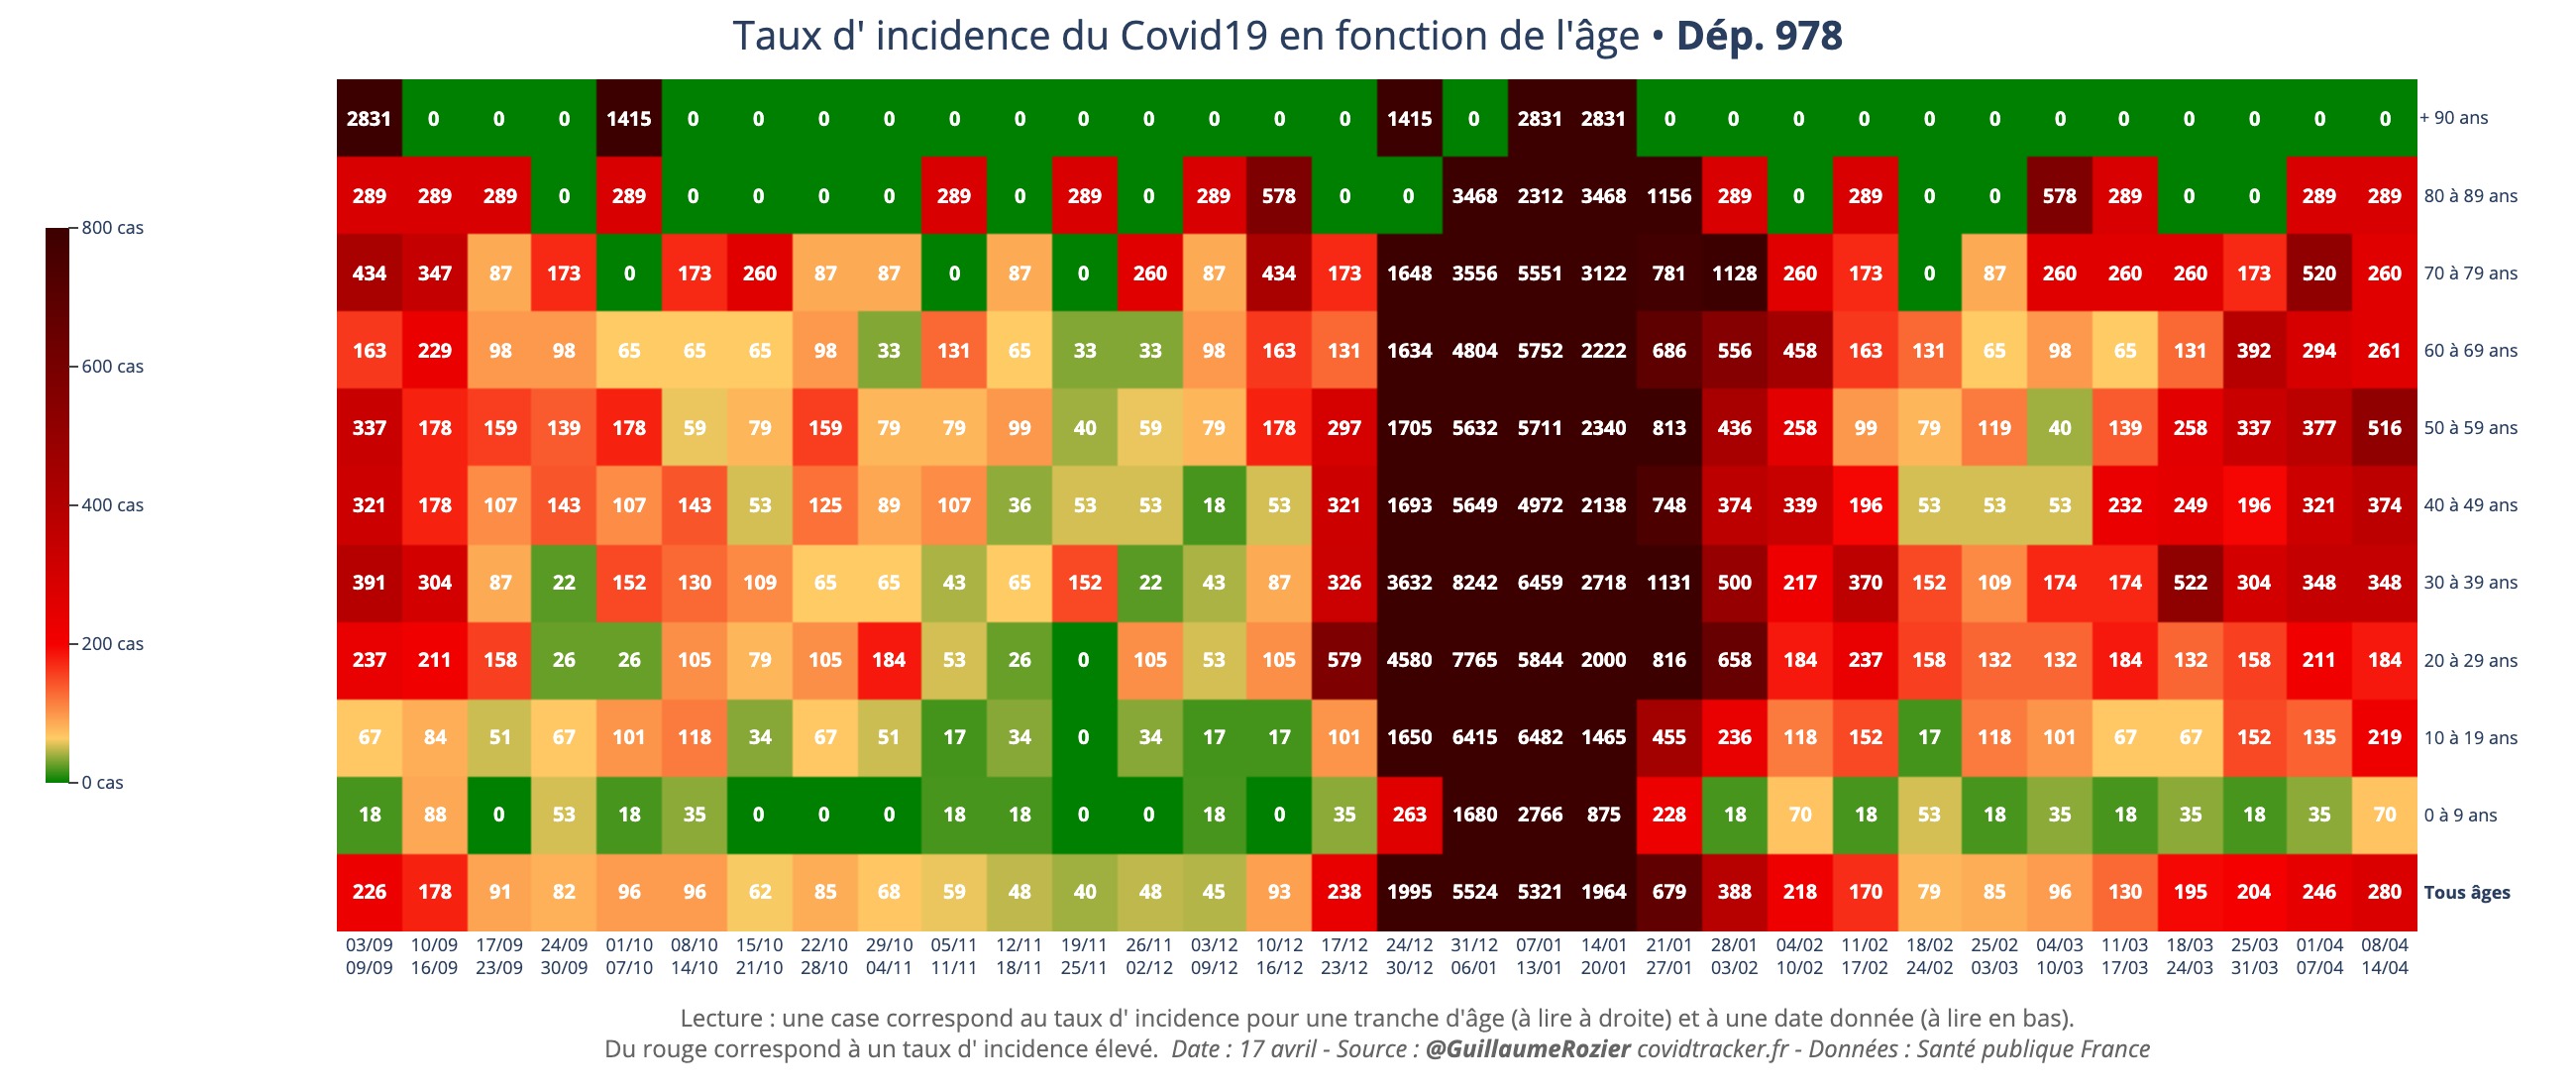 Taux d' incidence du Covid19 en fonction de l'âge • Dép. 978
2831 0 0 0 1415 0 0 0 0 0 0 0 0 0 0 0 1415 0 2831 2831 0 0 0 0 0 0 0 0 0 0 0 0 + 90 ans
289 289 289 0 289 0 0 0 0 289 0 289 0 289 578 0 0 3468 2312 3468 1156 289 0 289 0 0 578 289 0 0 289 289 80 à 89 ans
800 cas
434 347 87 173 0 173 260 87 87 0 87 0 260 87 434 173 1648 3556 5551 3122 781 1128 260 173 0 87 260 260 260 173 520 260 70 à 79 ans
163 229 98 98 65 65 65 98 33 131 65 33 33 98 163 131 1634 4804 5752 2222 686 556 458 163 131 65 98 65 131 392 294 261 60 à 69 ans
600 cas
337 178 159 139 178 59 79 159 79 79 99 40 59 79 178 297 1705 5632 5711 2340 813 436 258 99 79 119 40 139 258 337 377 516 50 à 59 ans
400 cas
321 178 107 143 107 143 53 125 89 107 36 53 53 18 53 321 1693 5649 4972 2138 748 374 339 196 53 53 53 232 249 196 321 374 40 à 49 ans
391 304 87 22 152 130 109 65 65 43 65 152 22 43 87 326 3632 8242 6459 2718 1131 500 217 370 152 109 174 174 522 304 348 348 30 à 39 ans
200 cas
237 211 158 26 26 105 79 105 184 53 26 0 105 53 105 579 4580 7765 5844 2000 816 658 184 237 158 132 132 184 132 158 211 184 20 à 29 ans
67 84 51 67 101 118 34 67 51 17 34 0 34 17 17 101 1650 6415 6482 1465 455 236 118 152 17 118 101 67 67 152 135 219 10 à 19 ans
0 cas
18 88 0 53 18 35 0 0 0 18 18 0 0 18 0 35 263 1680 2766 875 228 18 70 18 53 18 35 18 35 18 35 70 0 à 9 ans
226 178 91 82 96 96 62 85 68 59 48 40 48 45 93 238 1995 5524 5321 1964 679 388 218 170 79 85 96 130 195 204 246 280 Tous âges
03/09 10/09 17/09 24/09 01/10 08/10 15/10 22/10 29/10 05/11 12/11 19/11 26/11 03/12 10/12 17/12 24/12 31/12 07/01 14/01 21/01 28/01 04/02 11/02 18/02 25/02 04/03 11/03 18/03 25/03 01/04 08/04
09/09 16/09 23/09 30/09 07/10 14/10 21/10 28/10 04/11 11/11 18/11 25/11 02/12 09/12 16/12 23/12 30/12 06/01 13/01 20/01 27/01 03/02 10/02 17/02 24/02 03/03 10/03 17/03 24/03 31/03 07/04 14/04
Lecture : une case correspond au taux d' incidence pour une tranche d'âge (à lire à droite) et à une date donnée (à lire en bas).
Du rouge correspond à un taux d' incidence élevé. Date : 17 avril - Source : @GuillaumeRozier covidtracker.fr - Données : Santé publique France